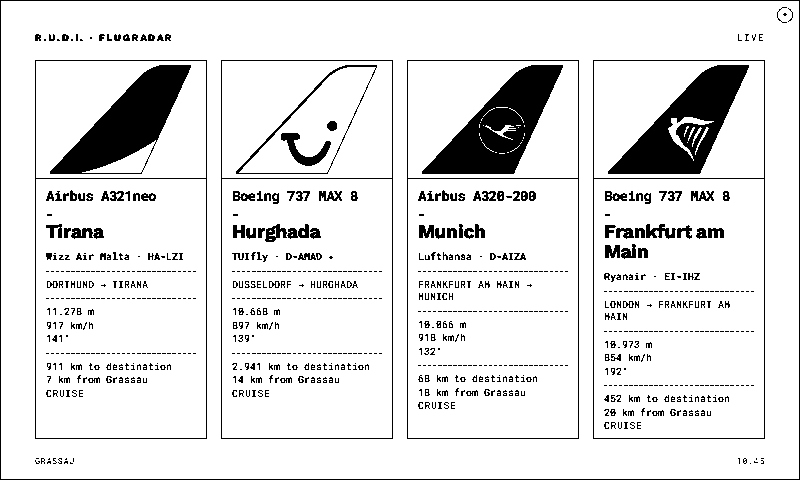 R.U.D.I. · FLUGRADAR
LIVE
Airbus A321neo
-
Tirana
Wizz Air Malta · HA-LZI
DORTMUND → TIRANA
11.278 m
917 km/h
141°
911 km to destination
7 km from Grassau
CRUISE
Boeing 737 MAX 8
-
Hurghada
TUIfly · D-AMAD ✦
DUSSELDORF → HURGHADA
10.668 m
897 km/h
139°
2.941 km to destination
14 km from Grassau
CRUISE
Airbus A320-200
-
Munich
Lufthansa · D-AIZA
FRANKFURT AM MAIN →
MUNICH
10.066 m
918 km/h
132°
68 km to destination
18 km from Grassau
CRUISE
Boeing 737 MAX 8
-
Frankfurt am
Main
Ryanair · EI-IHZ
LONDON → FRANKFURT AM
MAIN
10.973 m
854 km/h
192°
452 km to destination
20 km from Grassau
CRUISE
GRASSAU
10:45